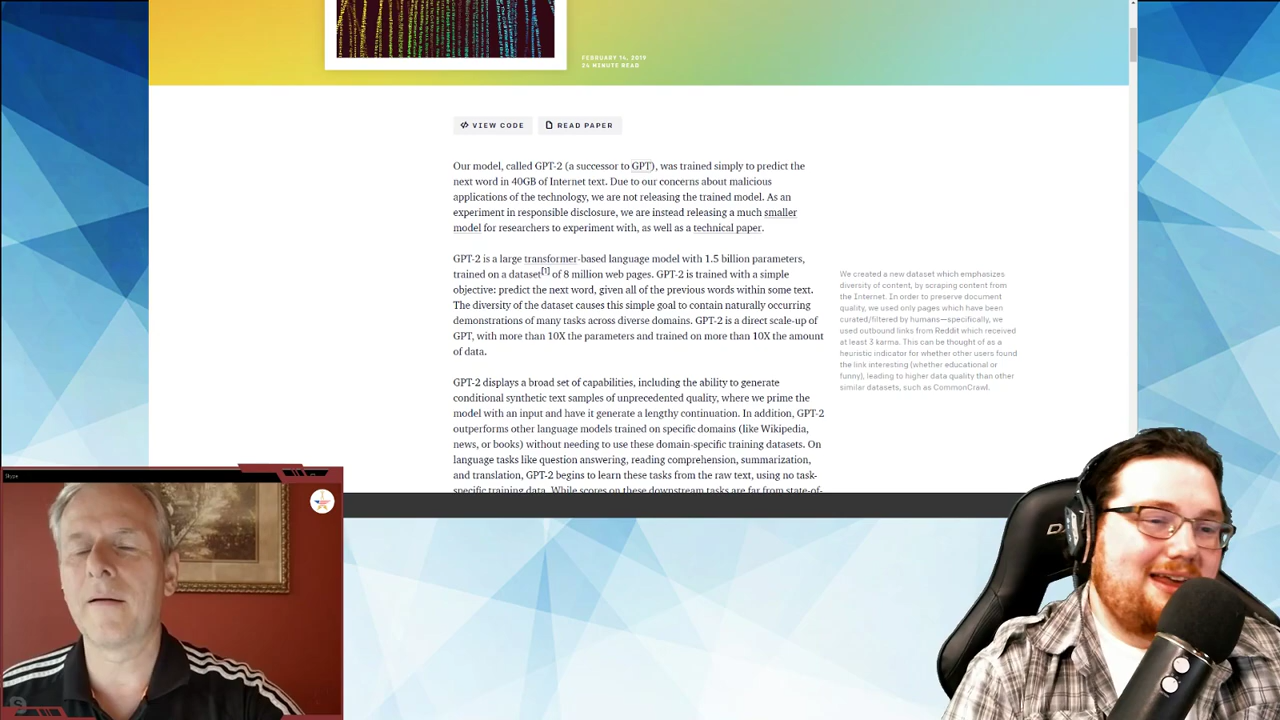 FEBRUARY 14, 2019
24 MINUTE READ
VIEW CODE
READ PAPER
Our model, called GPT-2 (a successor to GPT), was trained simply to predict the
next word in 40GB of Internet text. Due to our concerns about malicious
applications of the technology, we are not releasing the trained model. As an
experiment in responsible disclosure, we are instead releasing a much smaller
model for researchers to experiment with, as well as a technical paper.
GPT-2 is a large transformer-based language model with 1.5 billion parameters,
trained on a dataset[1] of 8 million web pages. GPT-2 is trained with a simple
objective: predict the next word, given all of the previous words within some text.
The diversity of the dataset causes this simple goal to contain naturally occurring
demonstrations of many tasks across diverse domains. GPT-2 is a direct scale-up of
GPT, with more than 10X the parameters and trained on more than 10X the amount
of data.
We created a new dataset which emphasizes
diversity of content, by scraping content from
the Internet. In order to preserve document
quality, we used only pages which have been
curated/filtered by humans—specifically, we
used outbound links from Reddit which received
at least 3 karma. This can be thought of as a
heuristic indicator for whether other users found
the link interesting (whether educational or
funny), leading to higher data quality than other
similar datasets, such as CommonCrawl.
GPT-2 displays a broad set of capabilities, including the ability to generate
conditional synthetic text samples of unprecedented quality, where we prime the
model with an input and have it generate a lengthy continuation. In addition, GPT-2
outperforms other language models trained on specific domains (like Wikipedia,
news, or books) without needing to use these domain-specific training datasets. On
language tasks like question answering, reading comprehension, summarization,
and translation, GPT-2 begins to learn these tasks from the raw text, using no task-
specific training data. While scores on these downstream tasks are far from state-of-
Skype